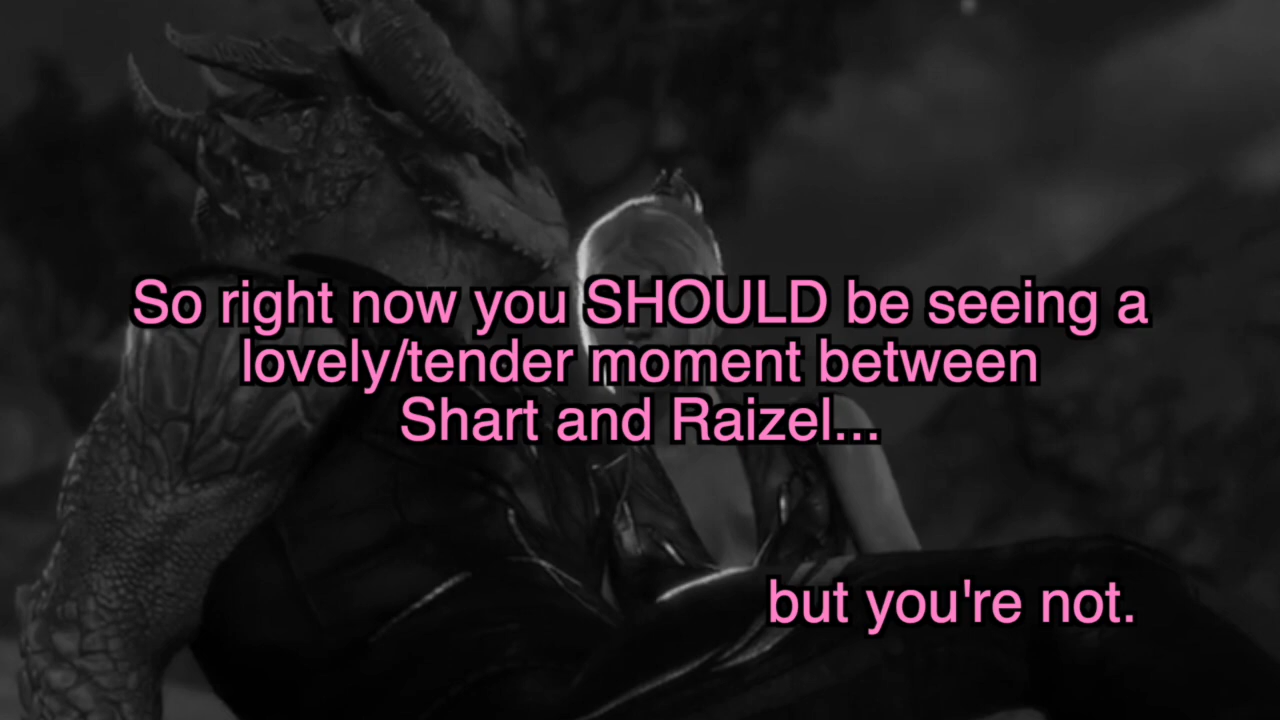 So right now you SHOULD be seeing a
lovely/tender moment between
Shart and Raizel...
but you're not.